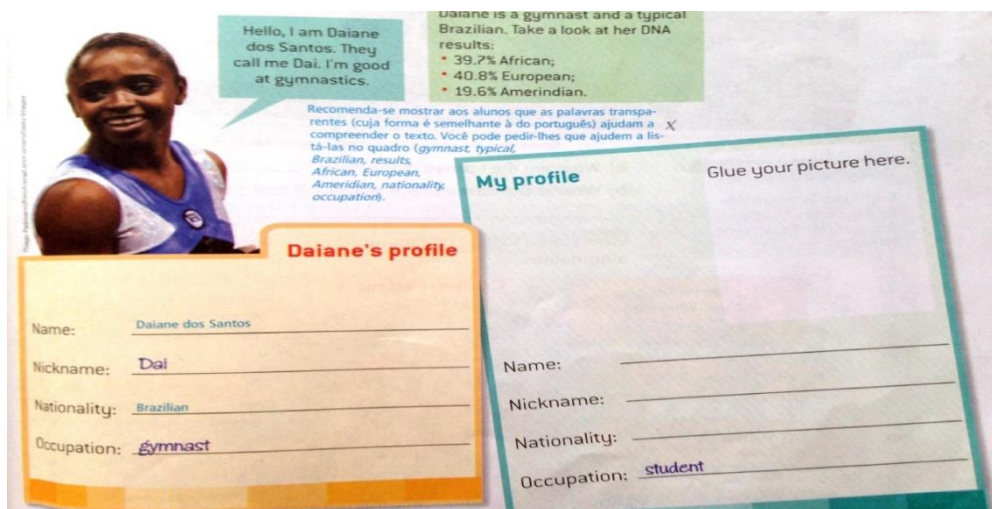 Hello, I am Daiane
dos Santos. They
call me Dai. I'm good
at gymnastics.
Daiane is a gymnast and a typical
Brazilian. Take a look at her DNA
results:
• 39.7% African;
• 40.8% European;
• 19.6% Amerindian.
Recomenda-se mostrar aos alunos que as palavras transpa-
rentes (cuja forma é semelhante à do português) ajudam a
compreender o texto. Você pode pedir-lhes que ajudem a lis-
tá-las no quadro (gymnast, typical,
Brazilian, results,
African, European,
Ameridian, nationality,
occupation).
X
Daiane's profile
Name: Daiane dos Santos
Nickname: Dai
Nationality: Brazilian
Occupation: gymnast
My profile
Glue your picture here.
Name:
Nickname:
Nationality:
Occupation: student